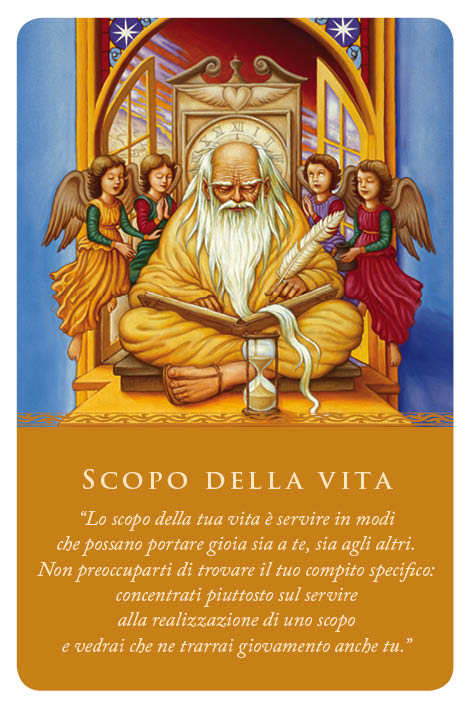 SCOPO DELLA VITA
“Lo scopo della tua vita è servire in modi
che possano portare gioia sia a te, sia agli altri.
Non preoccuparti di trovare il tuo compito specifico:
concentrati piuttosto sul servire
alla realizzazione di uno scopo
e vedrai che ne trarrai giovamento anche tu.”